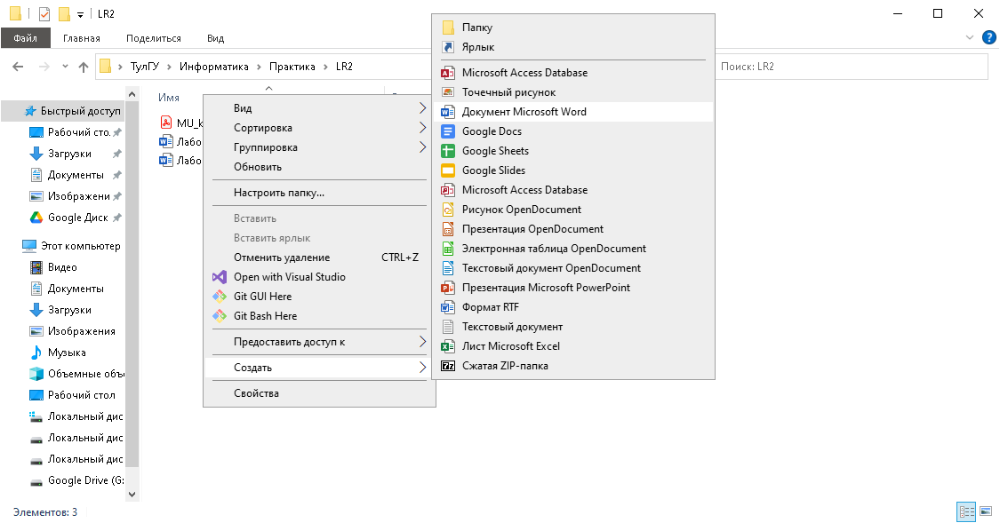 LR2
Файл Главная Поделиться Вид
ТулГУ Информатика Практика LR2
Поиск: LR2
Имя
Быстрый доступ
Рабочий сто.
Загрузки
Документы
Изображени
Google Диск
Этот компьютер
Видео
Документы
Загрузки
Изображения
Музыка
Объемные объ
Рабочий стол
Локальный дис
Локальный дис
Локальный дис
Google Drive (G:
MU_k
Лабо
Лабо
Вид
Сортировка
Группировка
Обновить
Настроить папку...
Вставить
Вставить ярлык
Отменить удаление CTRL+Z
Open with Visual Studio
Git GUI Here
Git Bash Here
Предоставить доступ к
Создать
Свойства
Папку
Ярлык
Microsoft Access Database
Точечный рисунок
Документ Microsoft Word
Google Docs
Google Sheets
Google Slides
Microsoft Access Database
Рисунок OpenDocument
Презентация OpenDocument
Электронная таблица OpenDocument
Текстовый документ OpenDocument
Презентация Microsoft PowerPoint
Формат RTF
Текстовый документ
Лист Microsoft Excel
Сжатая ZIP-папка
Элементов: 3